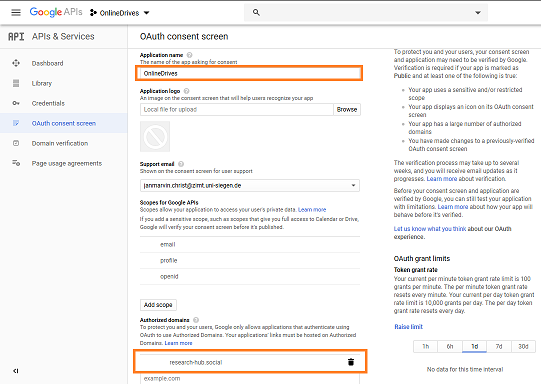 Google APIs
OnlineDrives
API APIs & Services
Dashboard
Library
Credentials
OAuth consent screen
Domain verification
Page usage agreements
OAuth consent screen
Application name
The name of the app asking for consent
OnlineDrives
Application logo
An image on the consent screen that will help users recognize your app
Local file for upload
Browse
Support email
Shown on the consent screen for user support
janmarvin.christ@zimt.uni-siegen.de
Scopes for Google APIs
Scopes allow your application to access your user's private data. Learn more
If you add a sensitive scope, such as scopes that give you full access to Calendar or Drive,
Google will verify your consent screen before it's published.
email
profile
openid
Add scope
Authorized domains
To protect you and your users, Google only allows applications that authenticate using
OAuth to use Authorized Domains. Your applications' links must be hosted on Authorized
Domains. Learn more
research-hub.social
example.com
To protect you and your users, your consent screen
and application may need to be verified by Google.
Verification is required if your app is marked as
Public and at least one of the following is true:
Your app uses a sensitive and/or restricted
scope
Your app displays an icon on its OAuth consent
screen
Your app has a large number of authorized
domains
You have made changes to a previously-verified
OAuth consent screen
The verification process may take up to several
weeks, and you will receive email updates as it
progresses. Learn more about verification.
Before your consent screen and application are
verified by Google, you can still test your application
with limitations. Learn more about how your app will
behave before it's verified.
Let us know what you think about our OAuth
experience.
OAuth grant limits
Token grant rate
Your current per minute token grant rate limit is 100
grants per minute. The per minute token grant rate
resets every minute. Your current per day token grant
rate limit is 10,000 grants per day. The per day token
grant rate resets every day.
Raise limit
1h 6h 1d 7d 30d
No data for this time interval